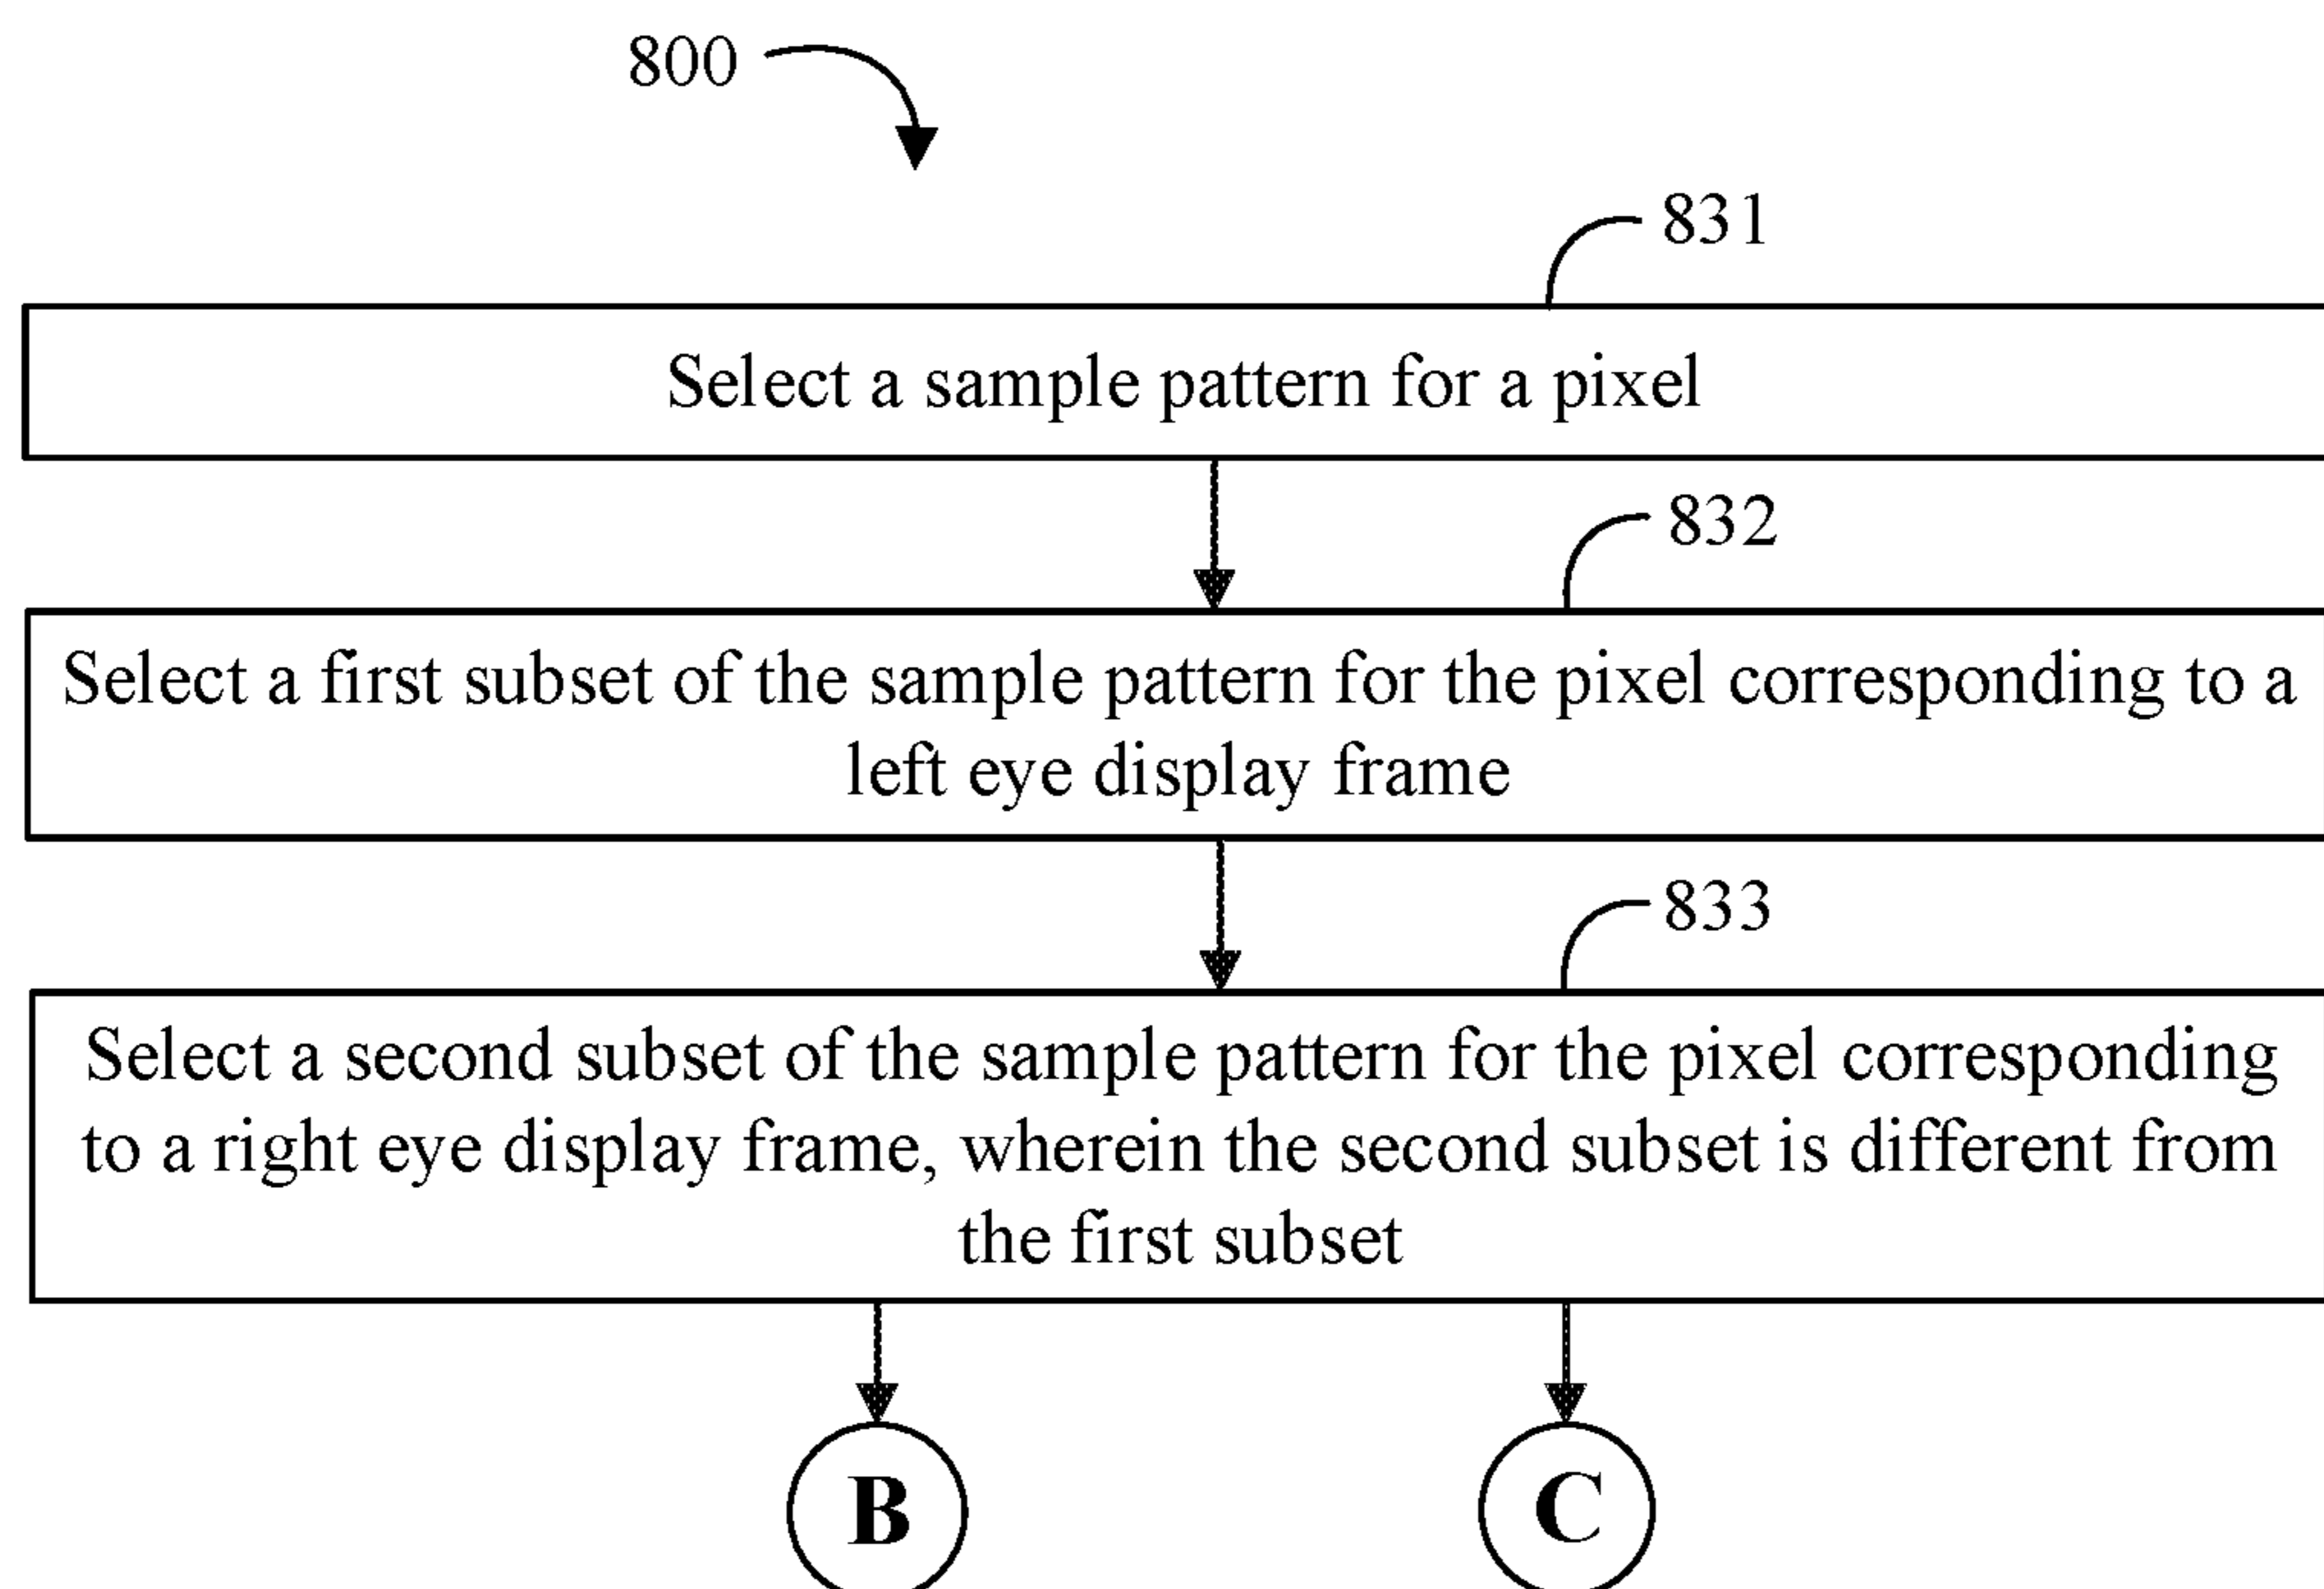 800
831
Select a sample pattern for a pixel
832
Select a first subset of the sample pattern for the pixel corresponding to a
left eye display frame
833
Select a second subset of the sample pattern for the pixel corresponding
to a right eye display frame, wherein the second subset is different from
the first subset
B
C